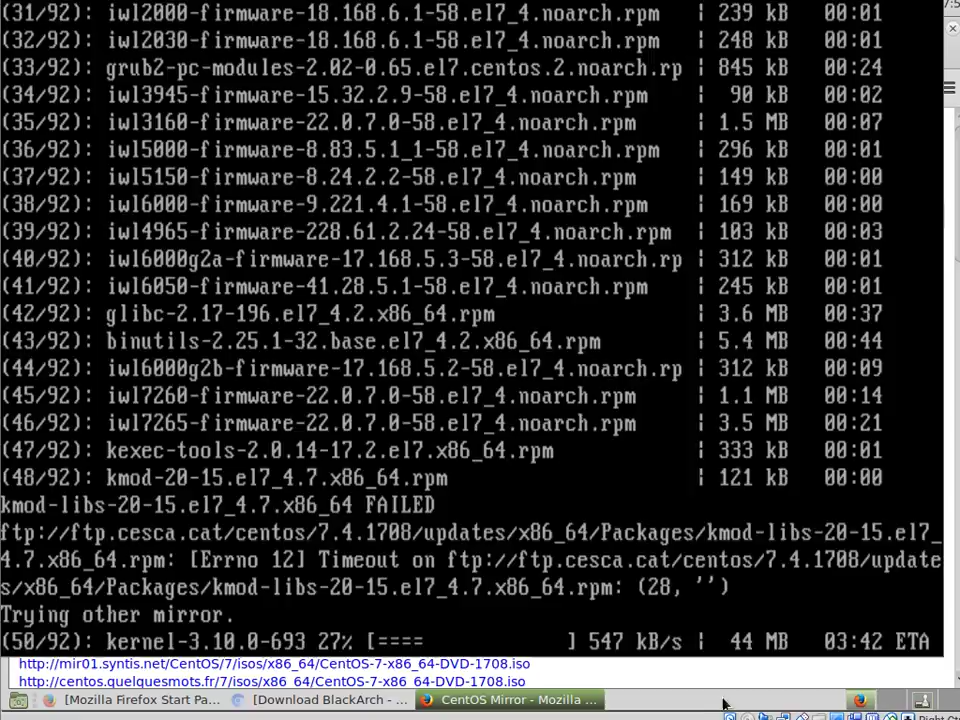 (31/92): iwl2000-firmware-18.168.6.1-58.el7_4.noarch.rpm | 239 kB 00:01
(32/92): iwl2030-firmware-18.168.6.1-58.el7_4.noarch.rpm | 248 kB 00:01
(33/92): grub2-pc-modules-2.02-0.65.el7.centos.2.noarch.rp | 845 kB 00:24
(34/92): iwl3945-firmware-15.32.2.9-58.el7_4.noarch.rpm | 90 kB 00:02
(35/92): iwl3160-firmware-22.0.7.0-58.el7_4.noarch.rpm | 1.5 MB 00:07
(36/92): iwl5000-firmware-8.83.5.1_1-58.el7_4.noarch.rpm | 296 kB 00:01
(37/92): iwl5150-firmware-8.24.2.2-58.el7_4.noarch.rpm | 149 kB 00:00
(38/92): iwl6000-firmware-9.221.4.1-58.el7_4.noarch.rpm | 169 kB 00:00
(39/92): iwl4965-firmware-228.61.2.24-58.el7_4.noarch.rpm | 103 kB 00:03
(40/92): iwl6000g2a-firmware-17.168.5.3-58.el7_4.noarch.rp | 312 kB 00:01
(41/92): iwl6050-firmware-41.28.5.1-58.el7_4.noarch.rpm | 245 kB 00:01
(42/92): glibc-2.17-196.el7_4.2.x86_64.rpm | 3.6 MB 00:37
(43/92): binutils-2.25.1-32.base.el7_4.2.x86_64.rpm | 5.4 MB 00:44
(44/92): iwl6000g2b-firmware-17.168.5.2-58.el7_4.noarch.rp | 312 kB 00:09
(45/92): iwl7260-firmware-22.0.7.0-58.el7_4.noarch.rpm | 1.1 MB 00:14
(46/92): iwl7265-firmware-22.0.7.0-58.el7_4.noarch.rpm | 3.5 MB 00:21
(47/92): kexec-tools-2.0.14-17.2.el7.x86_64.rpm | 333 kB 00:01
(48/92): kmod-20-15.el7_4.7.x86_64.rpm | 121 kB 00:00
kmod-libs-20-15.el7_4.7.x86_64 FAILED
ftp://ftp.cesca.cat/centos/7.4.1708/updates/x86_64/Packages/kmod-libs-20-15.el7_
4.7.x86_64.rpm: [Errno 12] Timeout on ftp://ftp.cesca.cat/centos/7.4.1708/update
s/x86_64/Packages/kmod-libs-20-15.el7_4.7.x86_64.rpm: (28, '')
Trying other mirror.
(50/92): kernel-3.10.0-693 27% [==== ] 547 kB/s | 44 MB 03:42 ETA
http://mir01.syntis.net/CentOS/7/isos/x86_64/CentOS-7-x86_64-DVD-1708.iso
http://centos.quelquesmots.fr/7/isos/x86_64/CentOS-7-x86_64-DVD-1708.iso
[Mozilla Firefox Start Pa... [Download BlackArch - ... CentOS Mirror - Mozilla ...